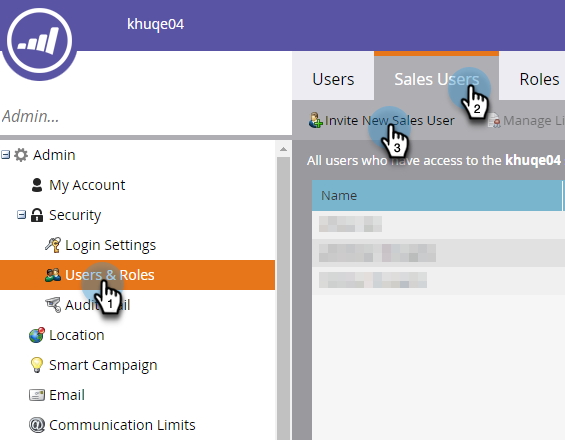 khuqe04
Users
Sales Users
Roles
2
Admin...
Invite New Sales User
Manage Li
3
Admin
All users who have access to the khuqe04
My Account
Name
Security
Login Settings
Users & Roles
1
Audit Trail
Location
Smart Campaign
Email
Communication Limits